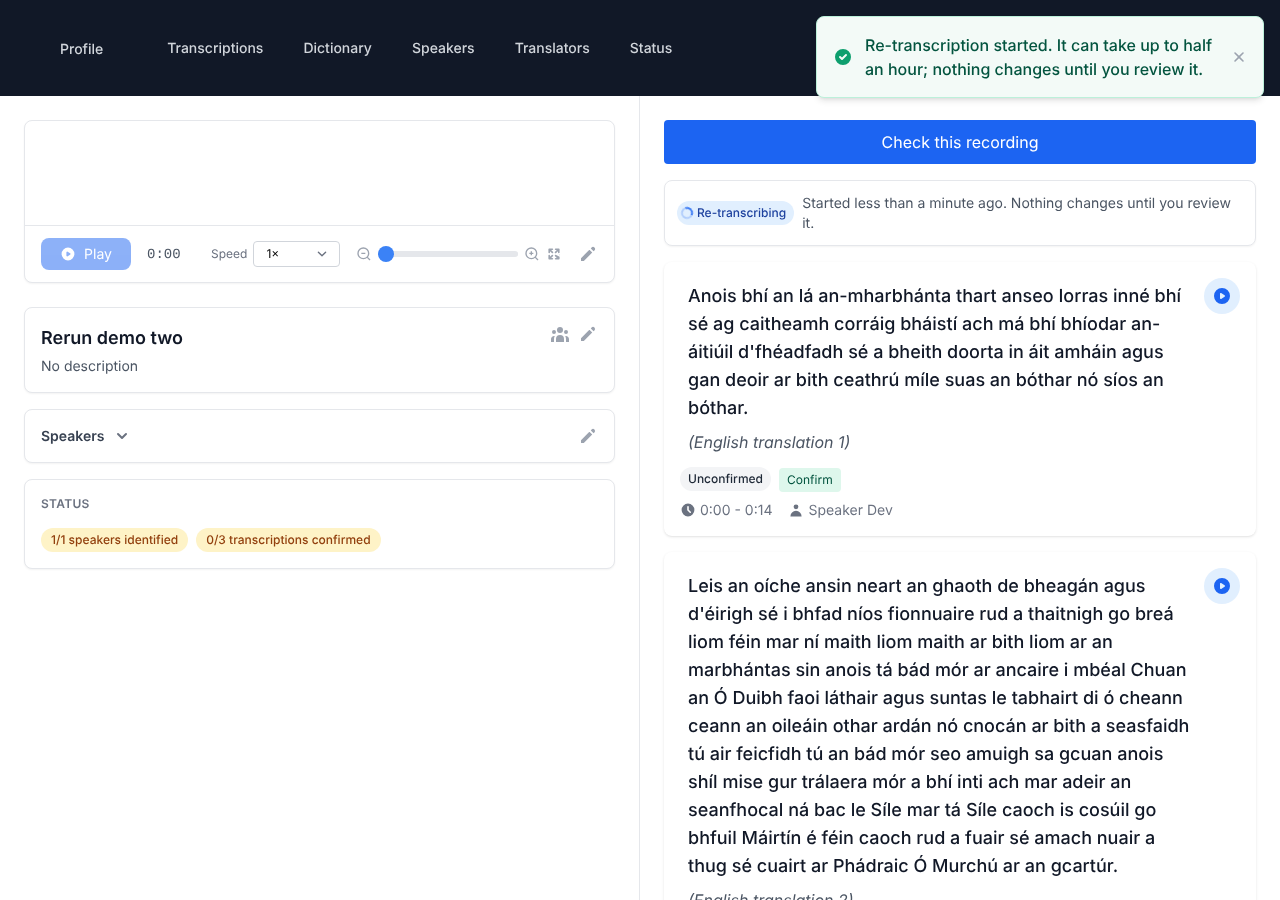 Profile
Transcriptions
Dictionary
Speakers
Translators
Status
Re-transcription started. It can take up to half
an hour; nothing changes until you review it.
Play
0:00
Speed
1×
Rerun demo two
No description
Speakers
STATUS
1/1 speakers identified
0/3 transcriptions confirmed
Check this recording
Re-transcribing
Started less than a minute ago. Nothing changes until you review
it.
Anois bhí an lá an-mharbhánta thart anseo Iorras inné bhí
sé ag caitheamh corráig bháistí ach má bhí bhíodar an-
áitiúil d'fhéadfadh sé a bheith doorta in áit amháin agus
gan deoir ar bith ceathrú míle suas an bóthar nó síos an
bóthar.
(English translation 1)
Unconfirmed
Confirm
0:00 - 0:14
Speaker Dev
Leis an oíche ansin neart an ghaoth de bheagán agus
d'éirigh sé i bhfad níos fionnuaire rud a thaitnigh go breá
liom féin mar ní maith liom maith ar bith liom ar an
marbhántas sin anois tá bád mór ar ancaire i mbéal Chuan
an Ó Duibh faoi láthair agus suntas le tabhairt di ó cheann
ceann an oileáin othar ardán nó cnocán ar bith a seasfaidh
tú air feicfidh tú an bád mór seo amuigh sa gcuan anois
shíl mise gur trálaera mór a bhí inti ach mar adeir an
seanfhocal ná bac le Síle mar tá Síle caoch is cosúil go
bhfuil Máirtín é féin caoch rud a fuair sé amach nuair a
thug sé cuairt ar Phádraic Ó Murchú ar an gcartúr.
(English translation 2)